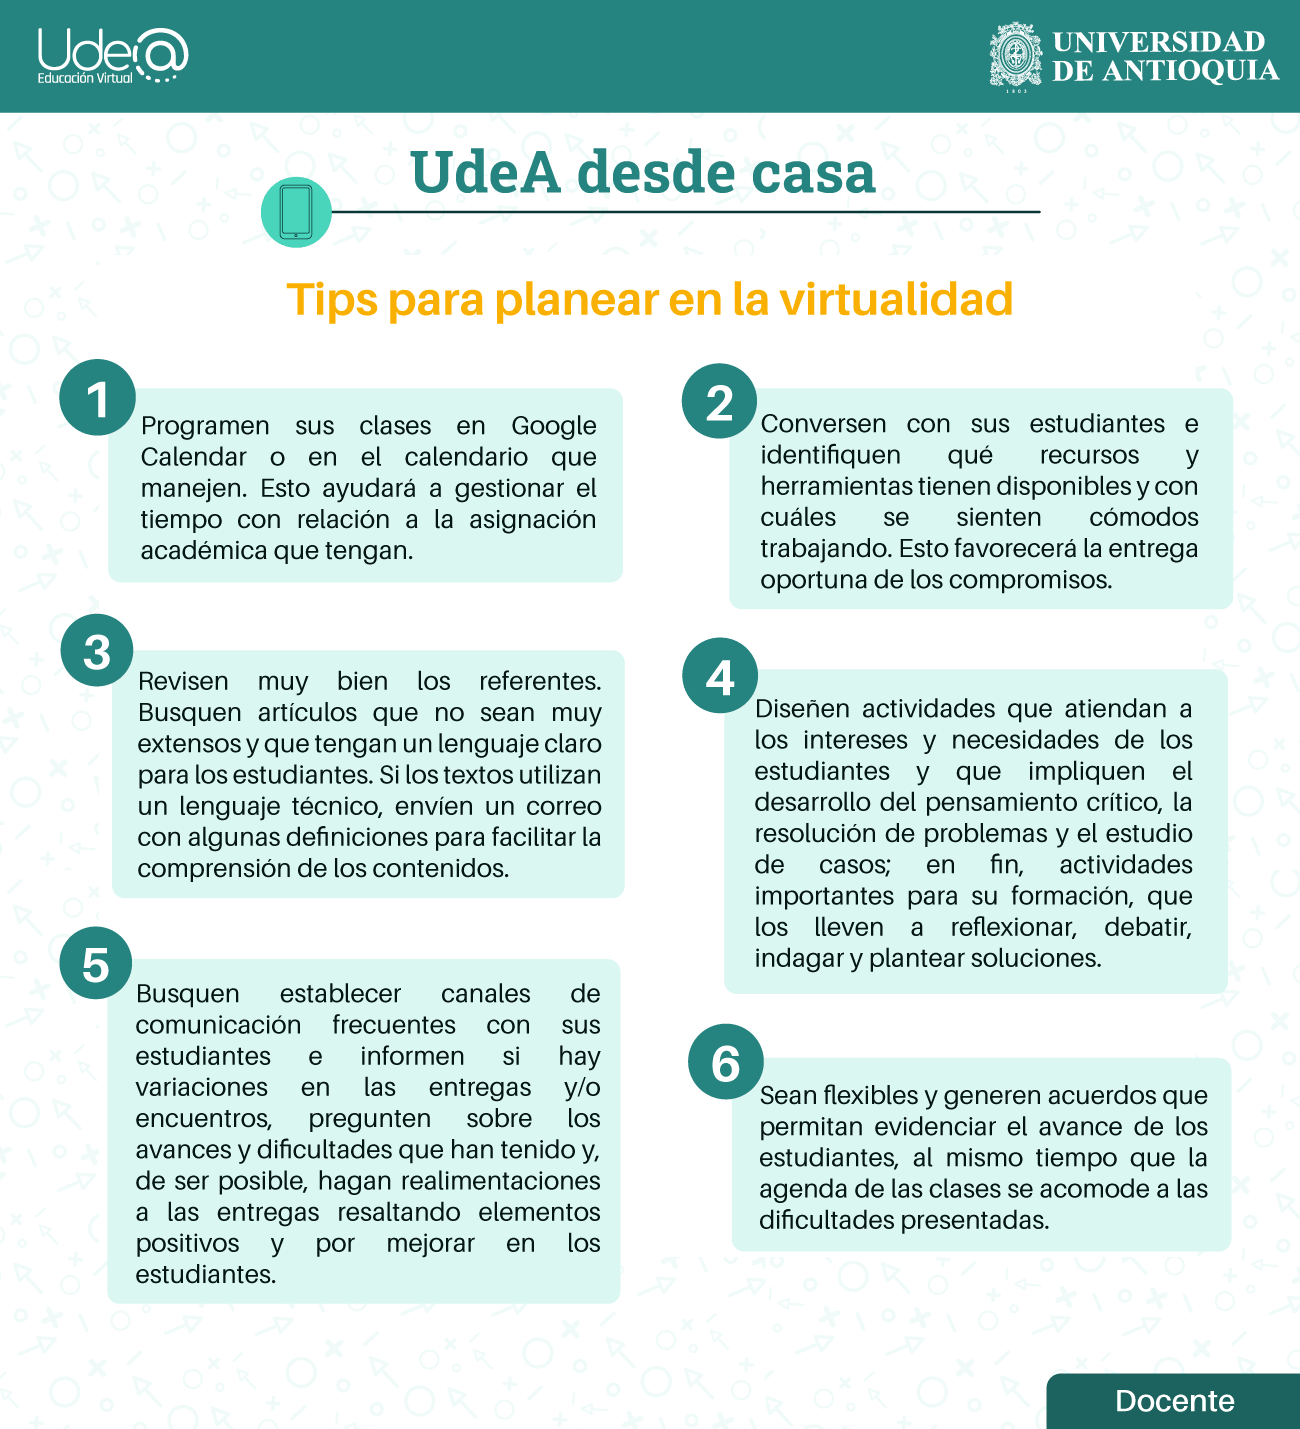 Ude@
Educación Virtual
1803
UNIVERSIDAD
DE ANTIOQUIA
UdeA desde casa
Tips para planear en la virtualidad
1
Programen sus clases en Google
Calendar o en el calendario que
manejen. Esto ayudará a gestionar el
tiempo con relación a la asignación
académica que tengan.
2
Conversen con sus estudiantes e
identifiquen qué recursos y
herramientas tienen disponibles y con
cuáles se sienten cómodos
trabajando. Esto favorecerá la entrega
oportuna de los compromisos.
3
Revisen muy bien los referentes.
Busquen artículos que no sean muy
extensos y que tengan un lenguaje claro
para los estudiantes. Si los textos utilizan
un lenguaje técnico, envíen un correo
con algunas definiciones para facilitar la
comprensión de los contenidos.
4
Diseñen actividades que atiendan a
los intereses y necesidades de los
estudiantes y que impliquen el
desarrollo del pensamiento crítico, la
resolución de problemas y el estudio
de casos; en fin, actividades
importantes para su formación, que
los lleven a reflexionar, debatir,
indagar y plantear soluciones.
5
Busquen establecer canales de
comunicación frecuentes con sus
estudiantes e informen si hay
variaciones en las entregas y/o
encuentros, pregunten sobre los
avances y dificultades que han tenido y,
de ser posible, hagan realimentaciones
a las entregas resaltando elementos
positivos y por mejorar en los
estudiantes.
6
Sean flexibles y generen acuerdos que
permitan evidenciar el avance de los
estudiantes, al mismo tiempo que la
agenda de las clases se acomode a las
dificultades presentadas.
Docente